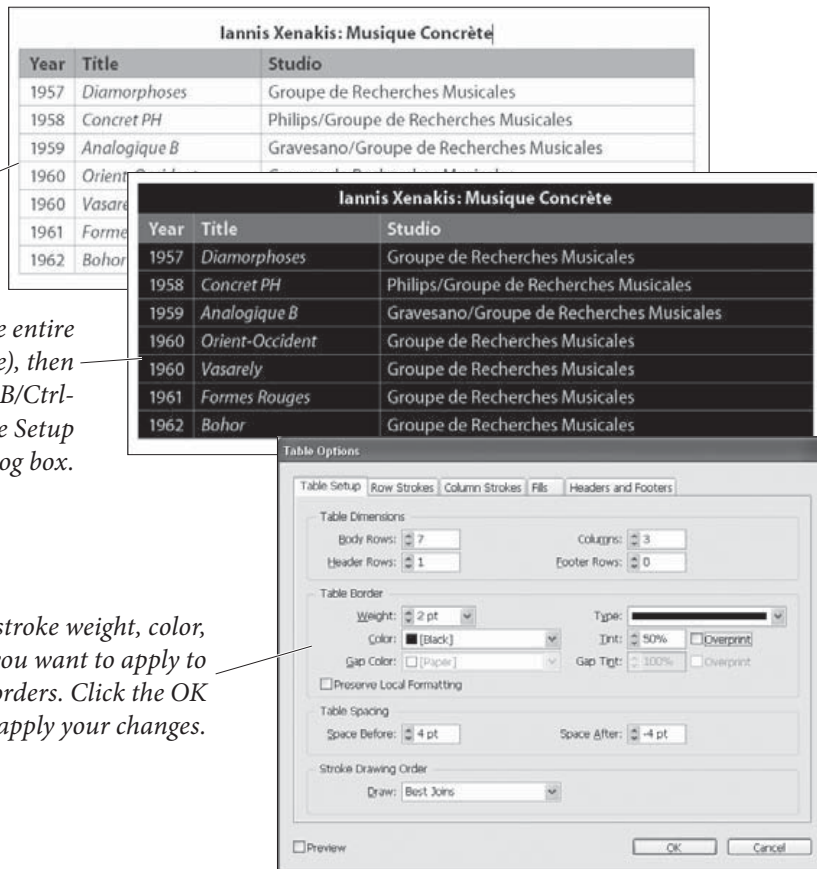 Iannis Xenakis: Musique Concrète
Year Title Studio
1957 Diamorphoses Groupe de Recherches Musicales
1958 Concret PH Philips/Groupe de Recherches Musicales
1959 Analogique B Gravesano/Groupe de Recherches Musicales
1960 Orient-Occident
1960 Vasare
1961 Forme
1962 Bohor
Iannis Xenakis: Musique Concrète
Year Title Studio
1957 Diamorphoses Groupe de Recherches Musicales
1958 Concret PH Philips/Groupe de Recherches Musicales
1959 Analogique B Gravesano/Groupe de Recherches Musicales
1960 Orient-Occident Groupe de Recherches Musicales
1960 Vasarely Groupe de Recherches Musicales
1961 Formes Rouges Groupe de Recherches Musicales
1962 Bohor Groupe de Recherches Musicales
e entire
e), then
B/Ctrl-
e Setup
og box.
Table Options
Table Setup Row Strokes Column Strokes Fills Headers and Footers
Table Dimensions
Body Rows: 7 Columns: 3
Header Rows: 1 Footer Rows: 0
Table Border
Weight: 2 pt Type:
Color: [Black] Tint: 50% Overprint
Gap Color: [Paper] Gap Tint: 100% Overprint
Preserve Local Formatting
Table Spacing
Space Before: 4 pt Space After: -4 pt
Stroke Drawing Order
Draw: Best Joins
Preview OK Cancel
stroke weight, color,
you want to apply to
orders. Click the OK
apply your changes.